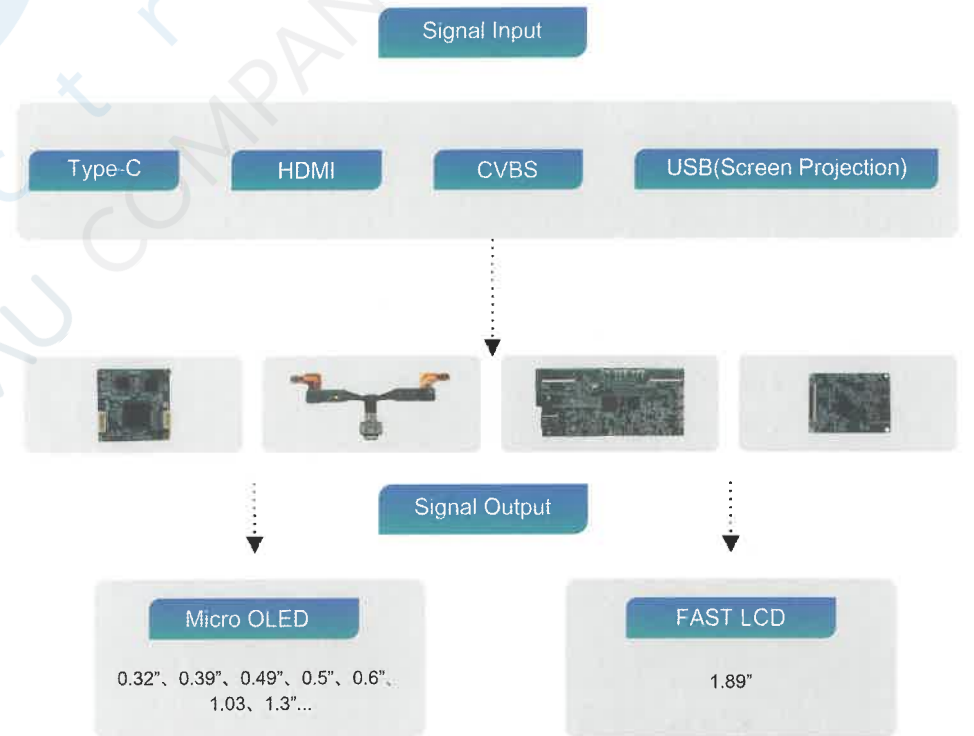 Signal Input
Type-C
HDMI
CVBS
USB(Screen Projection)
Signal Output
Micro OLED
FAST LCD
0.32”、0.39”、0.49”、0.5”、0.6”、
1.03、1.3”...
1.89”